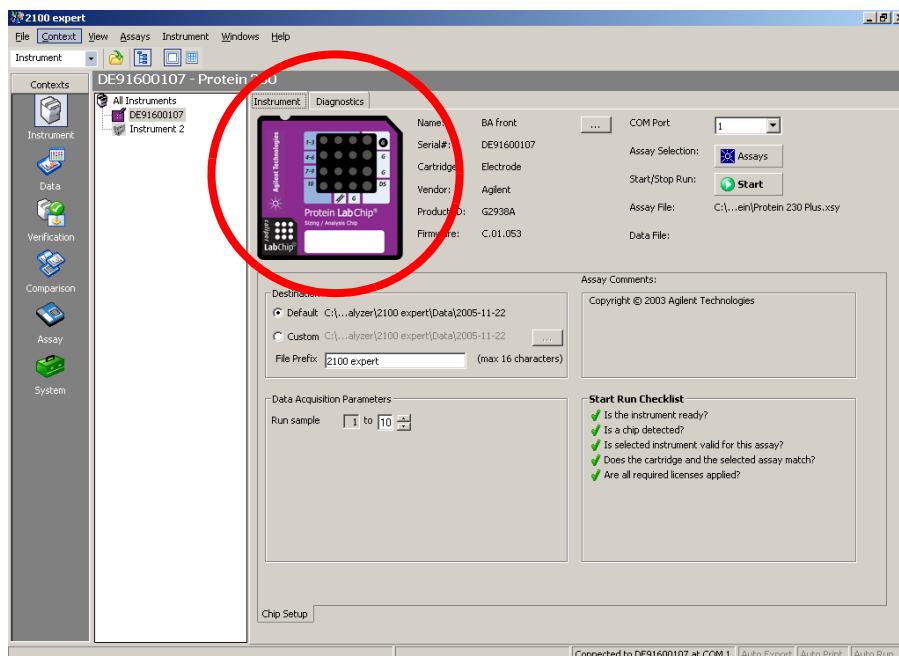 2100 expert
File Context View Assays Instrument Windows Help
Instrument
Contexts
Instrument
Data
Verification
Comparison
Assay
System
DE91600107 - Protein 230
All Instruments
DE91600107
Instrument 2
Instrument Diagnostics
Agilent Technologies
1-3
4-6
7-9
10
G
G
G
DS
G
Protein LabChip®
Sizing / Analysis Chip
caliper
LabChip®
Name: BA front ...
Serial#: DE91600107
Cartridge Electrode
Vendor: Agilent
Product ID: G2938A
Firmware: C.01.053
COM Port 1
Assay Selection: Assays
Start/Stop Run: Start
Assay File: C:\...ein\Protein 230 Plus.xsy
Data File:
Destination
Default C:\...alyzer\2100 expert\Data\2005-11-22
Custom C:\...alyzer\2100 expert\Data\2005-11-22 ...
File Prefix 2100 expert (max 16 characters)
Assay Comments:
Copyright © 2003 Agilent Technologies
Data Acquisition Parameters
Run sample 1 to 10
Start Run Checklist
Is the instrument ready?
Is a chip detected?
Is selected instrument valid for this assay?
Does the cartridge and the selected assay match?
Are all required licenses applied?
Chip Setup
Connected to DE91600107 at COM 1 Auto Export Auto Print Auto Run